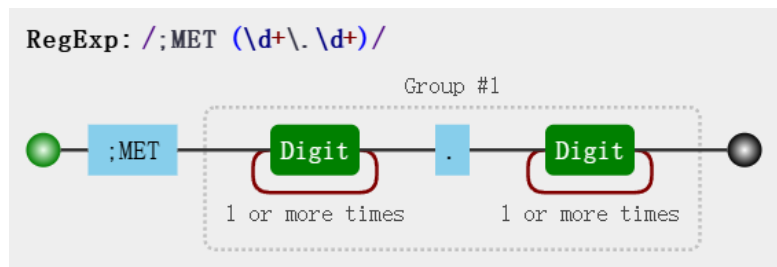 RegExp: /;MET (\d+\.\d+)/
Group #1
;MET Digit . Digit
1 or more times 1 or more times